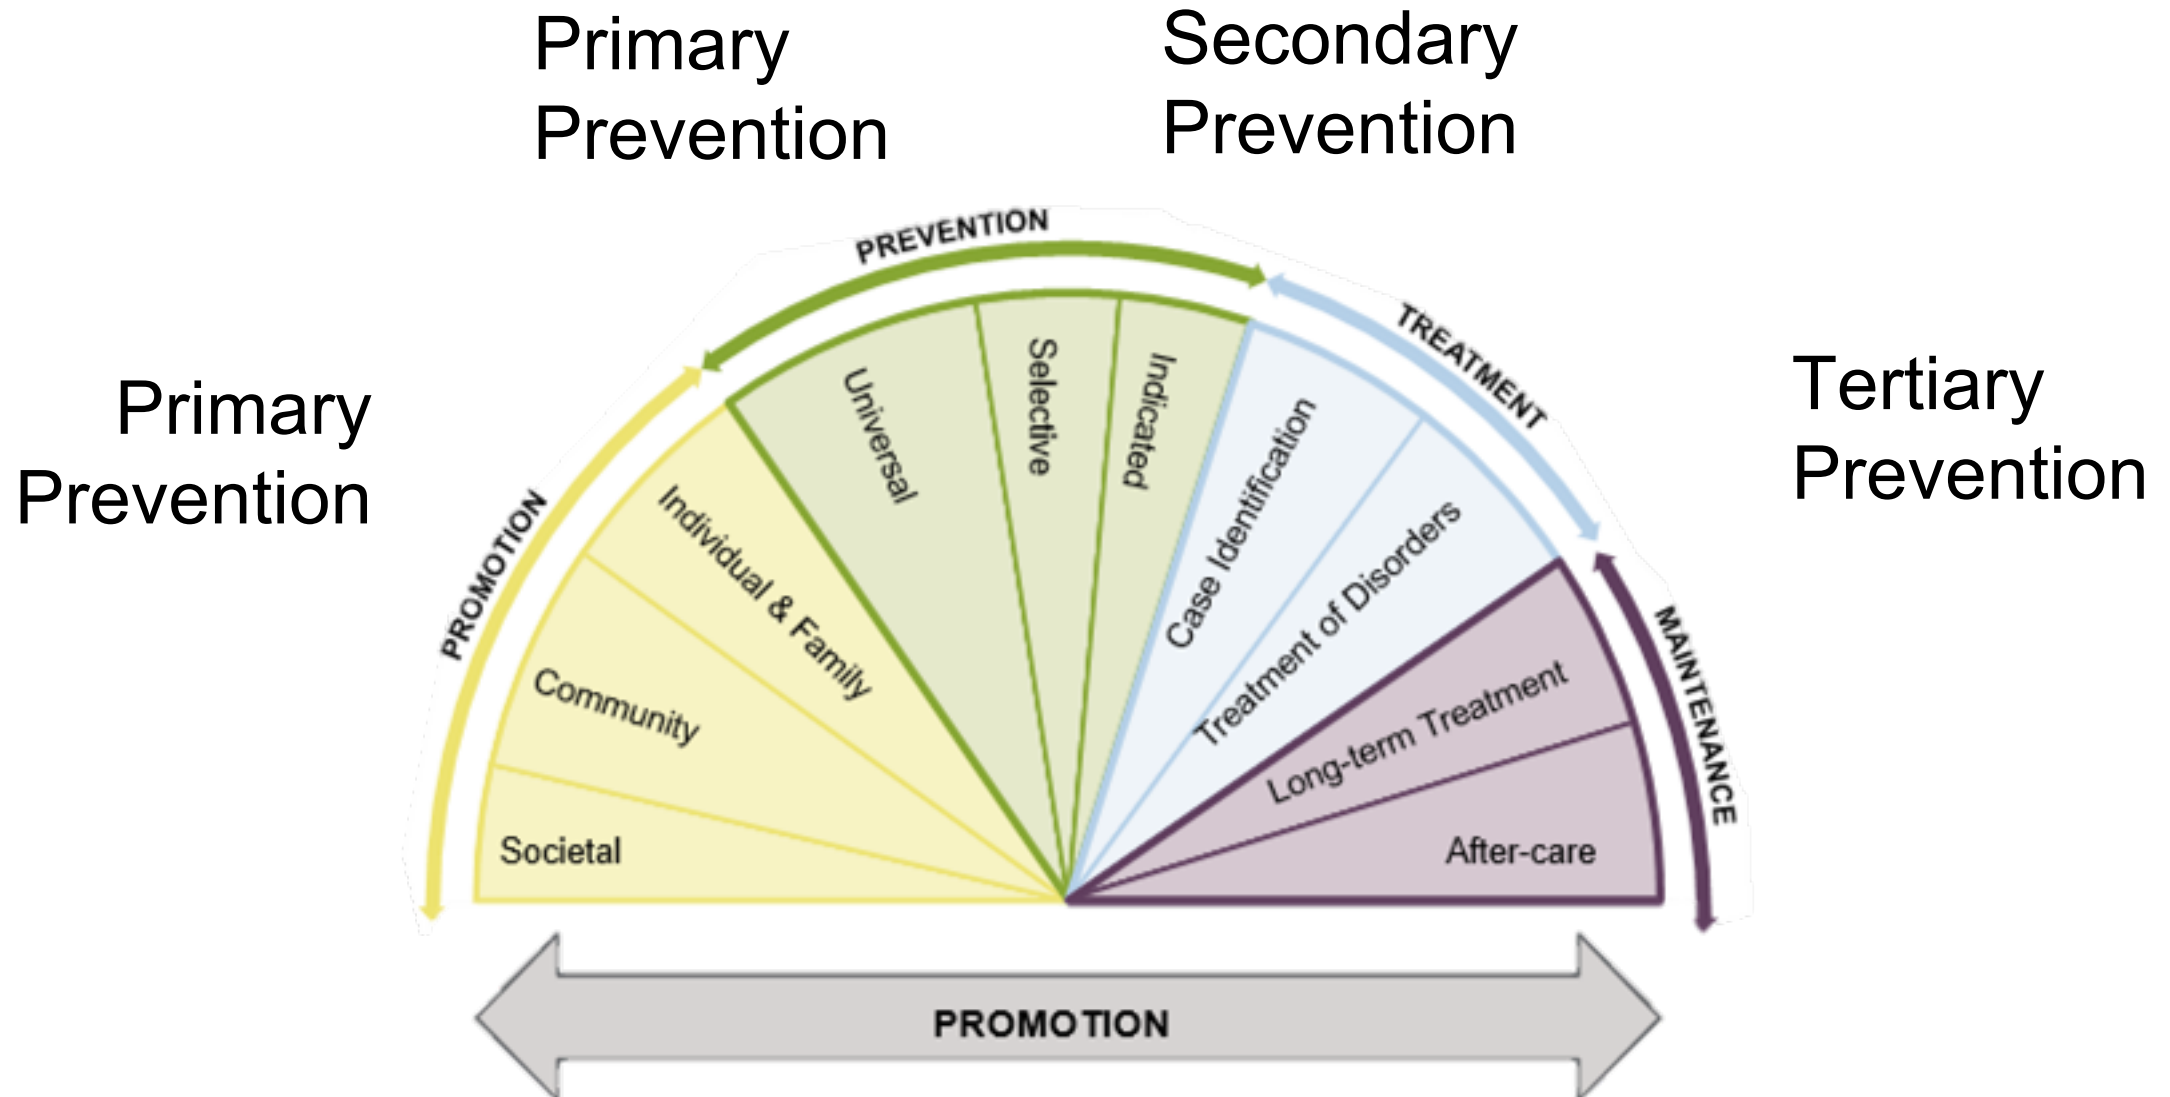 Primary
Prevention
Secondary
Prevention
Primary
Prevention
Tertiary
Prevention
PROMOTION
PREVENTION
TREATMENT
MAINTENANCE
Societal
Community
Individual & Family
Universal
Selective
Indicated
Case Identification
Treatment of Disorders
Long-term Treatment
After-care
PROMOTION